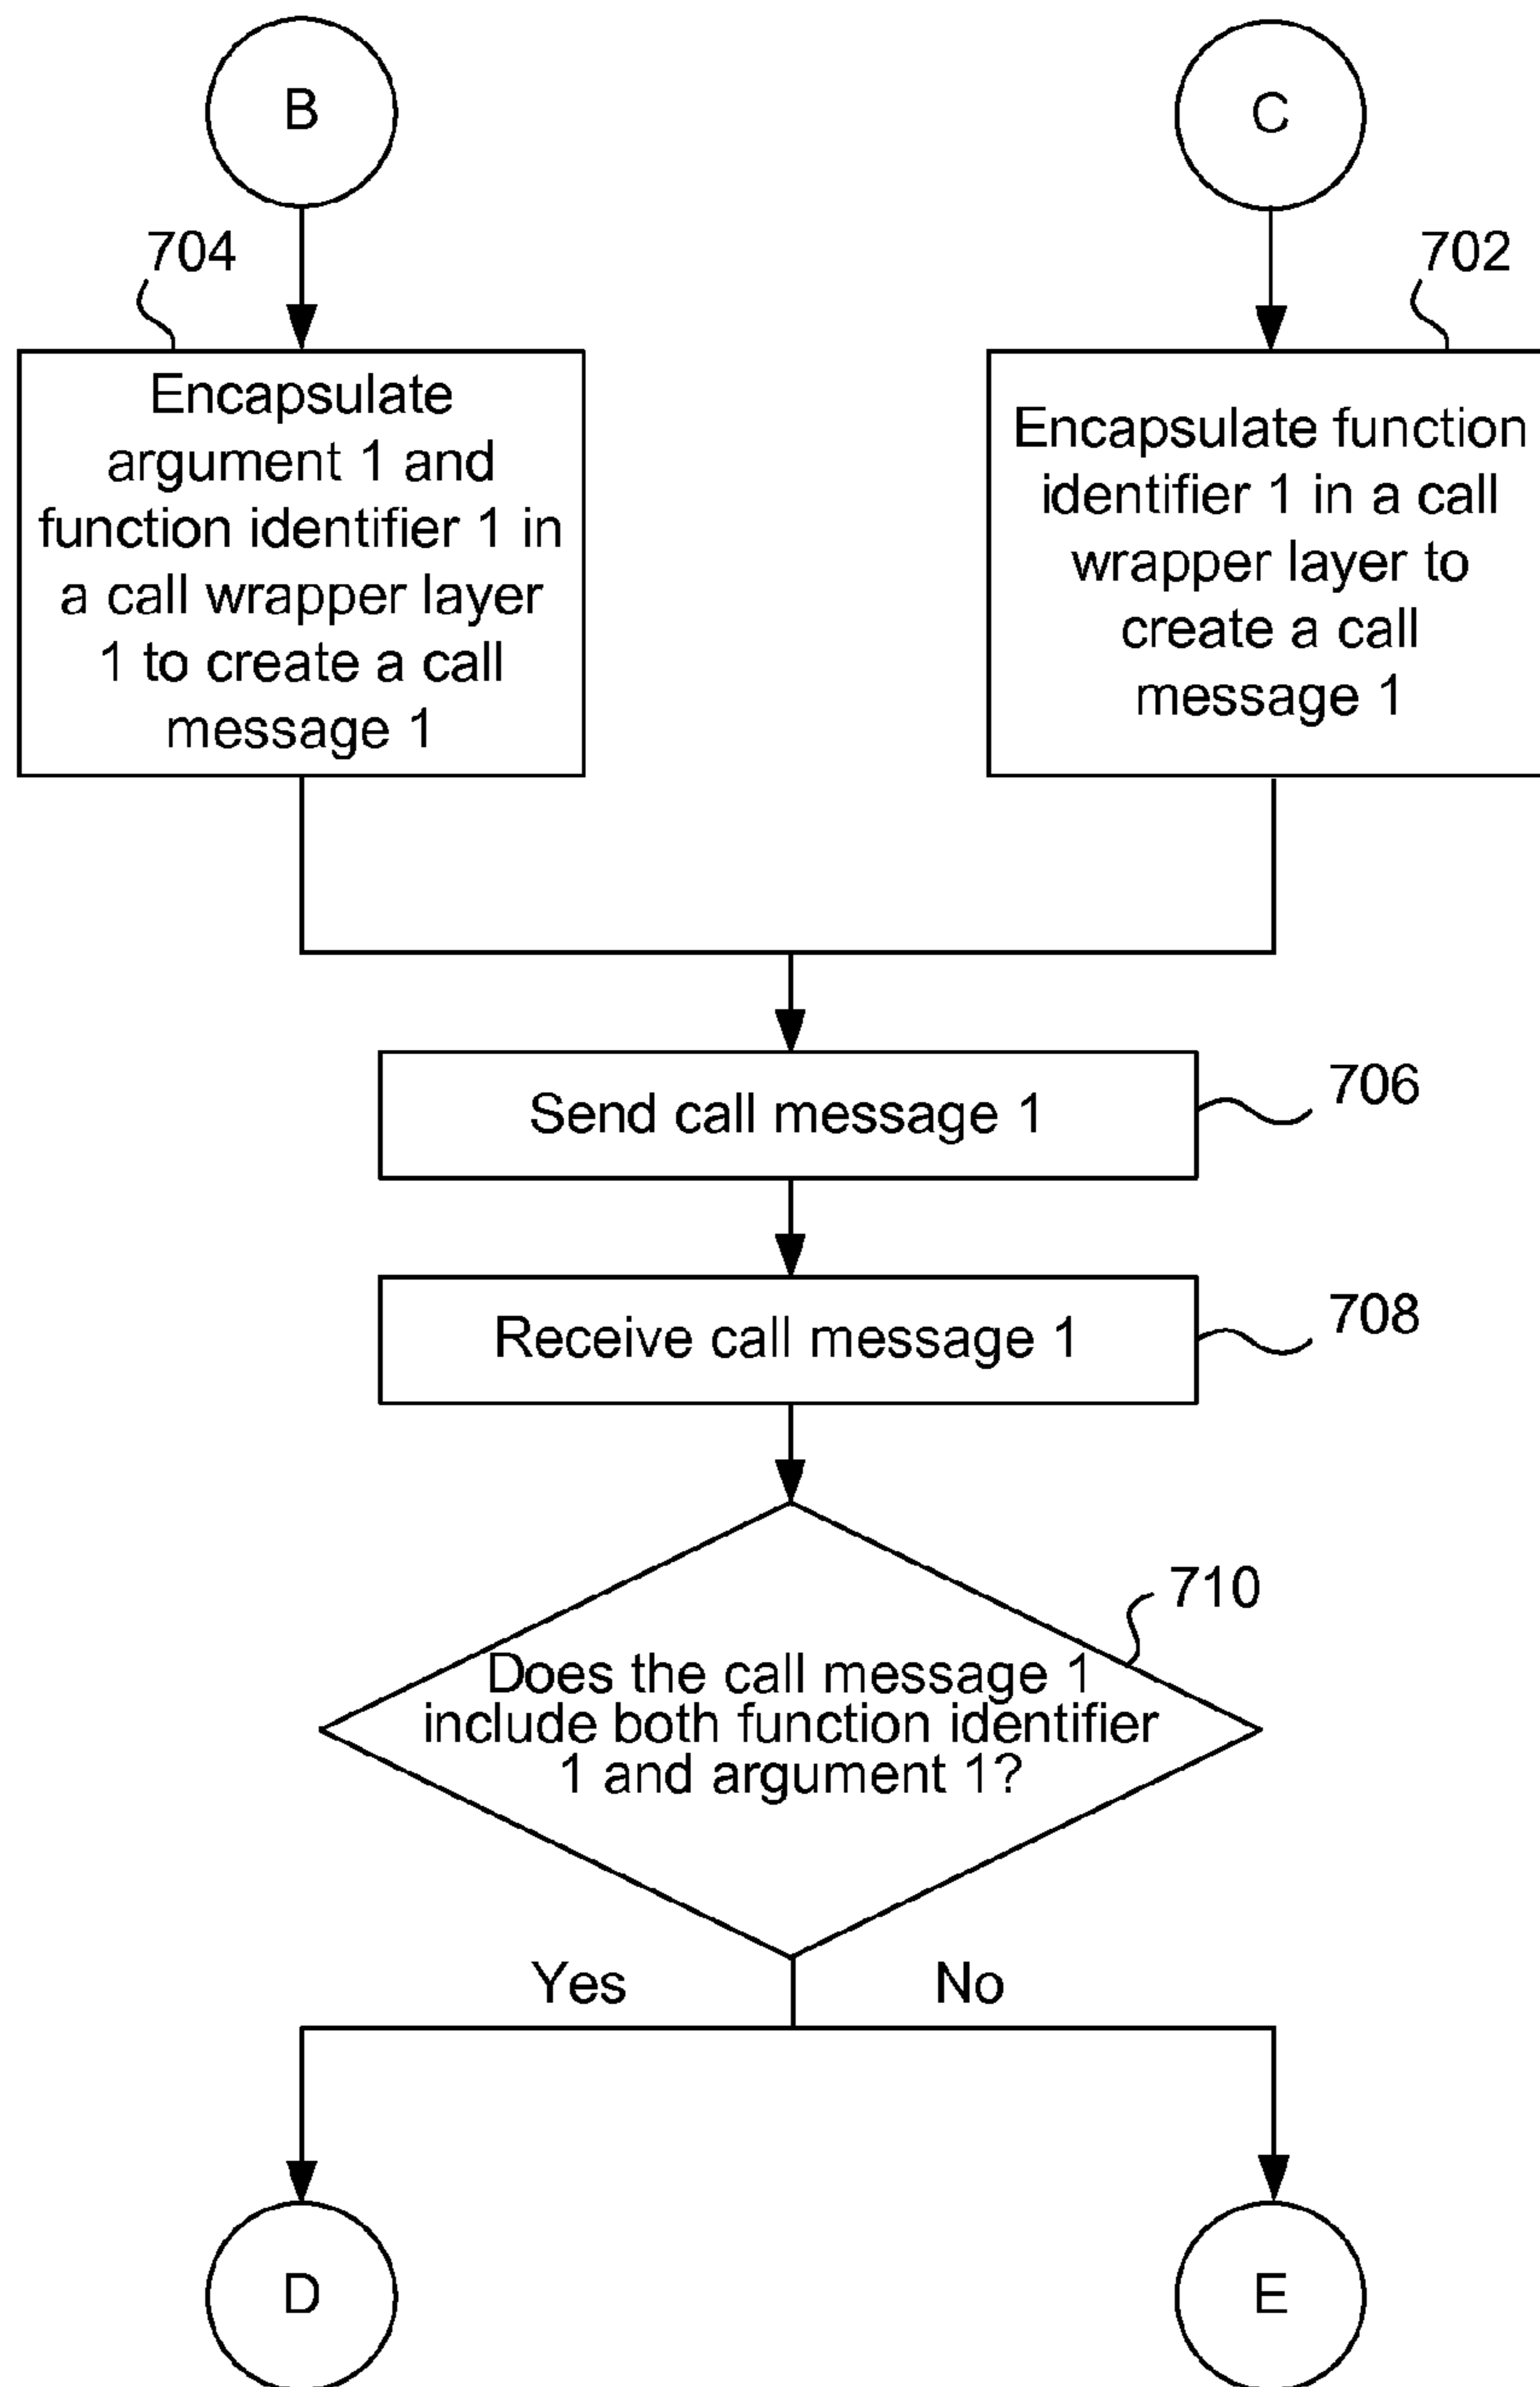 B
C
704
702
Encapsulate
argument 1 and
function identifier 1 in
a call wrapper layer
1 to create a call
message 1
Encapsulate function
identifier 1 in a call
wrapper layer to
create a call
message 1
Send call message 1
706
Receive call message 1
708
710
Does the call message 1
include both function identifier
1 and argument 1?
Yes
No
D
E